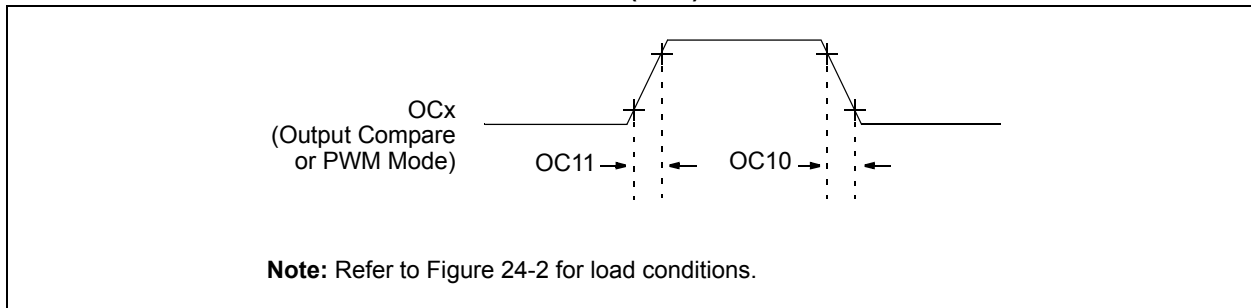 OCx
(Output Compare
or PWM Mode)
OC11
OC10
Note: Refer to Figure 24-2 for load conditions.